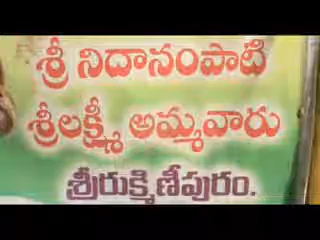 శ్రీ నిదానంపాటి
శ్రీలక్ష్మీ అమ్మవారు
శ్రీరుక్మిణీపురం.